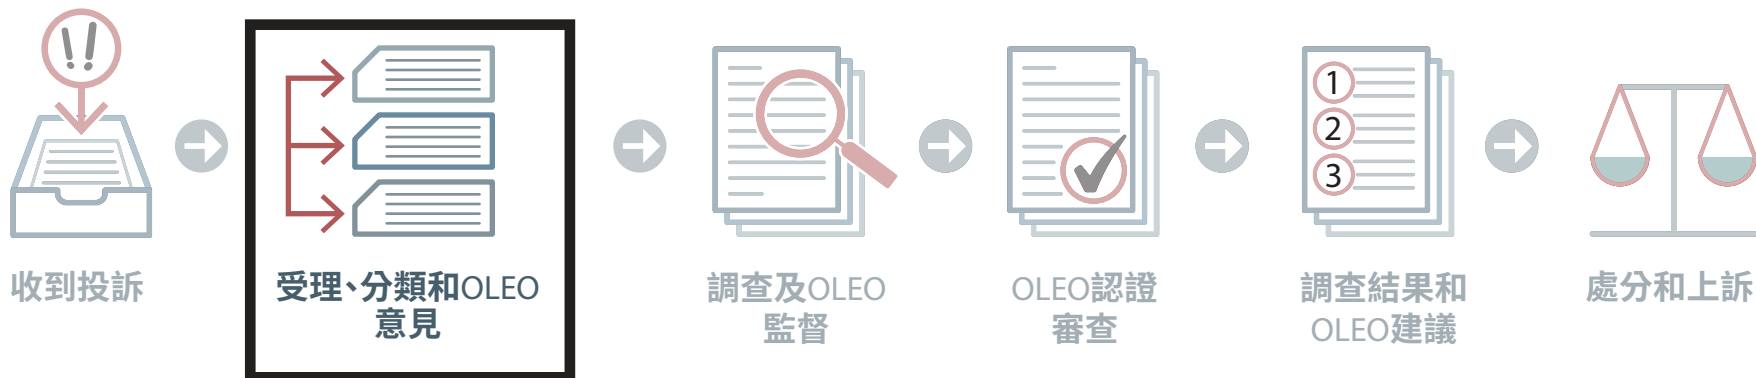 !!
1
2
3
收到投訴
受理、分類和OLEO
意見
調查及OLEO
監督
OLEO認證
審查
調查結果和
OLEO建議
處分和上訴